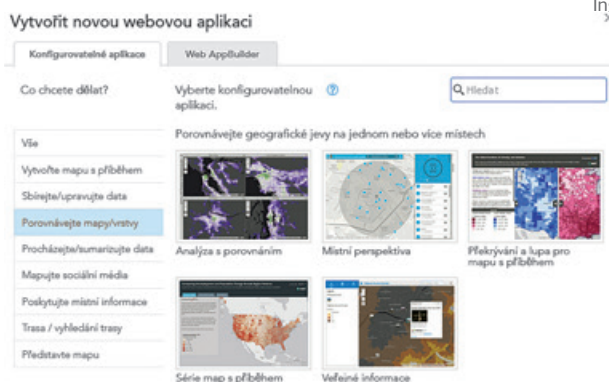 Vytvořit novou webovou aplikaci
Konfigurovatelné aplikace
Web AppBuilder
Co chcete dělat?
Vyberte konfigurovatelnou
aplikaci.
Hledat
Vše
Vytvořte mapu s příběhem
Sbírejte/upravujte data
Porovnávejte mapy/vrstvy
Procházejte/sumarizujte data
Mapujte sociální média
Poskytujte místní informace
Trasa / vyhledání trasy
Představte mapu
Porovnávejte geografické jevy na jednom nebo více místech
Analýza s porovnáním
Místní perspektiva
Překrývání a lupa pro
mapu s příběhem
Série map s příběhem
Veřejné informace